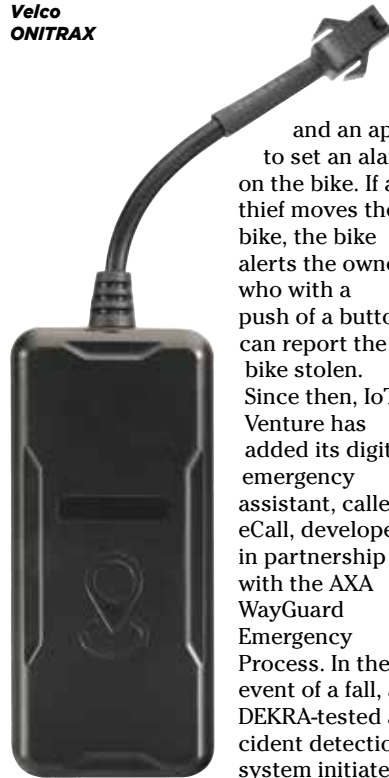 Velco
ONITRAX
and an ap
to set an alar
on the bike. If a
thief moves the
bike, the bike
alerts the owne
who with a
push of a butto
can report the
bike stolen.
Since then, IoT
Venture has
added its digit
emergency
assistant, calle
eCall, develope
in partnership
with the AXA
WayGuard
Emergency
Process. In the
event of a fall, a
DEKRA-tested a
cident detectio
system initiate